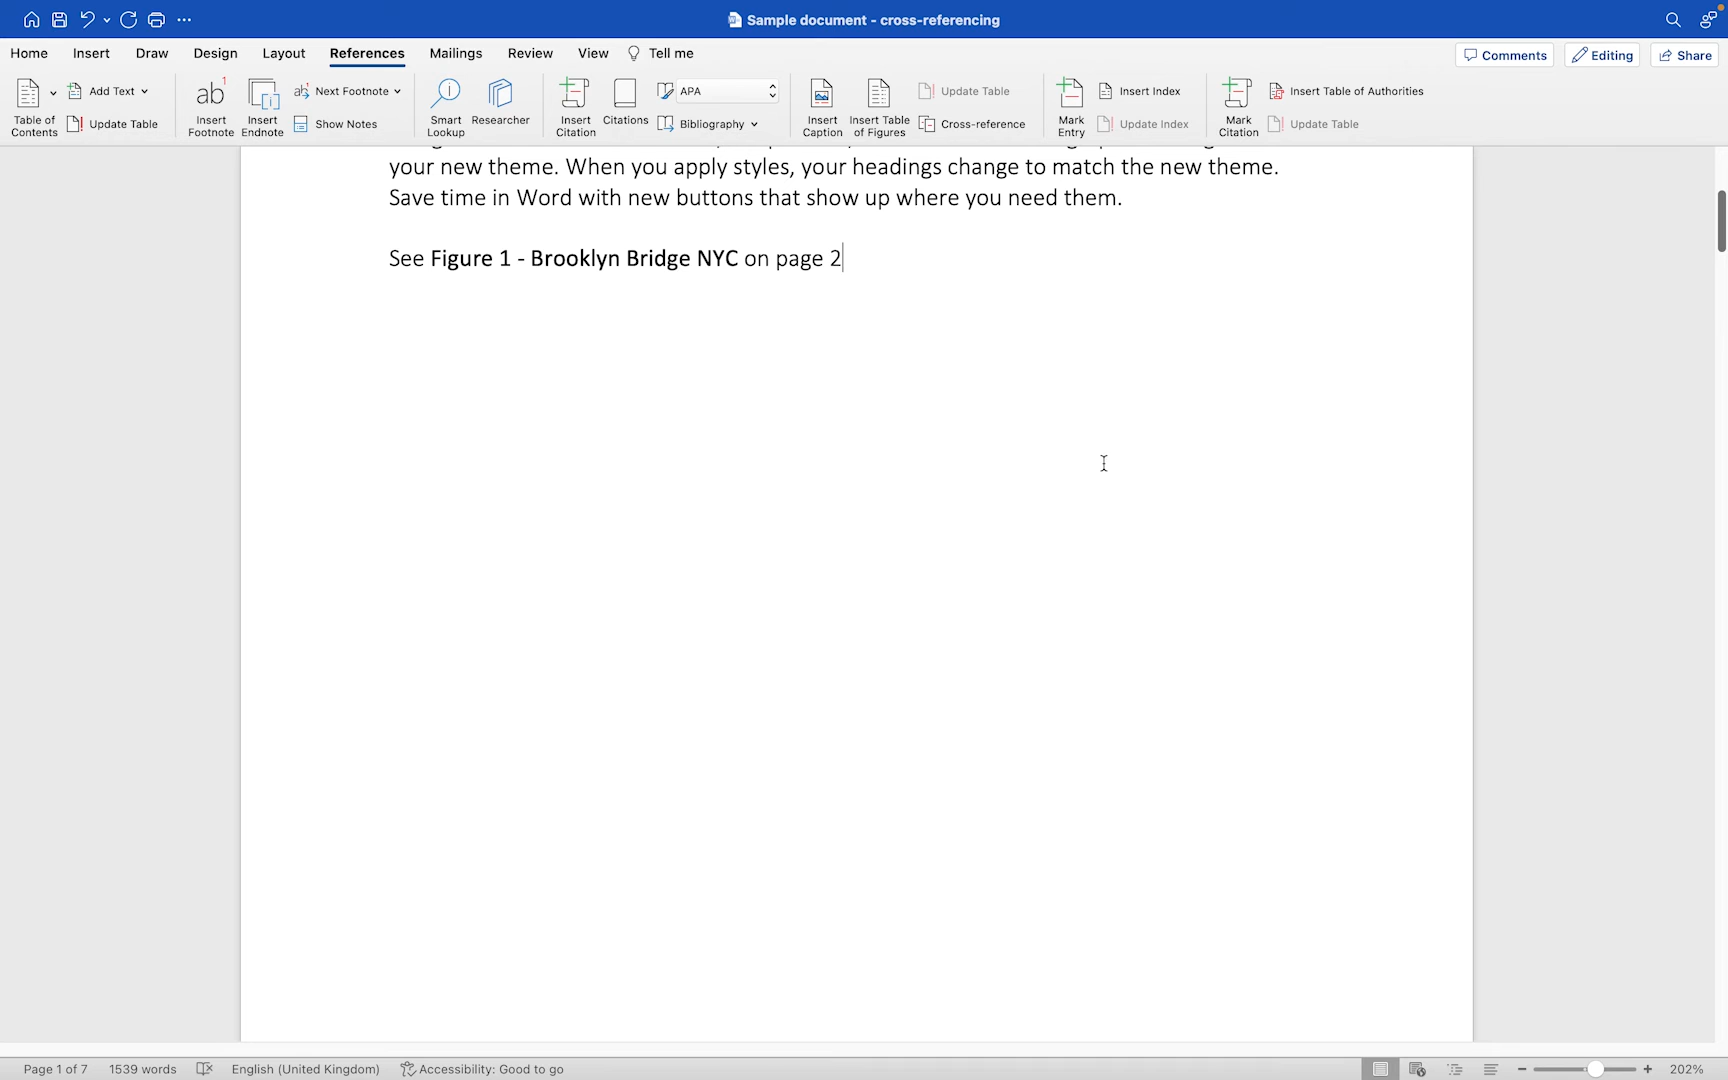 Sample document - cross-referencing
Home Insert Draw Design Layout References Mailings Review View Tell me
Comments Editing Share
Table of Contents
Add Text
Update Table
ab 1
Insert Footnote
Insert Endnote
ab Next Footnote
Show Notes
Smart Lookup
Researcher
Insert Citation
Citations
APA
Bibliography
Insert Caption
Insert Table of Figures
Update Table
Cross-reference
Mark Entry
Insert Index
Update Index
Mark Citation
Insert Table of Authorities
Update Table
your new theme. When you apply styles, your headings change to match the new theme.
Save time in Word with new buttons that show up where you need them.
See Figure 1 - Brooklyn Bridge NYC on page 2
Page 1 of 7 1539 words English (United Kingdom) Accessibility: Good to go 202%